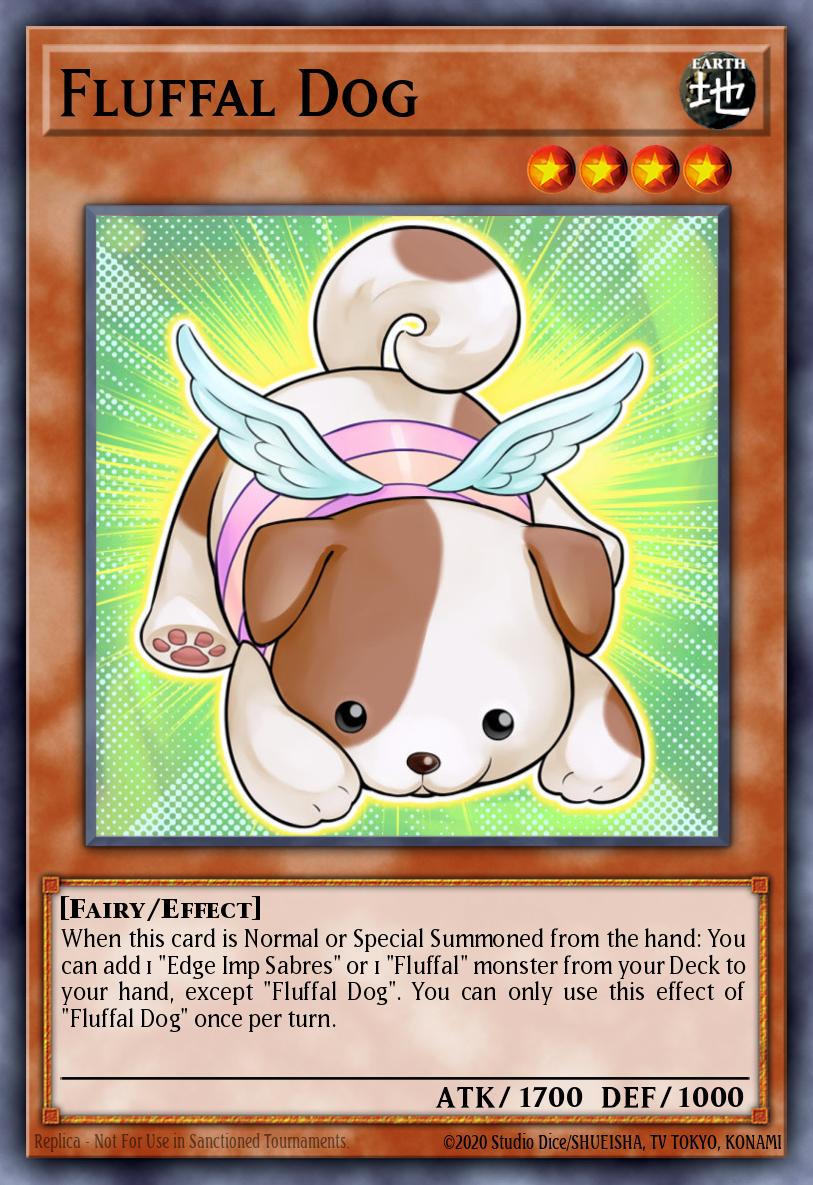 Fluffal Dog
EARTH
地
[Fairy/Effect]
When this card is Normal or Special Summoned from the hand: You
can add 1 "Edge Imp Sabres" or 1 "Fluffal" monster from your Deck to
your hand, except "Fluffal Dog". You can only use this effect of
"Fluffal Dog" once per turn.
ATK/ 1700 DEF/ 1000
Replica - Not For Use in Sanctioned Tournaments.
©2020 Studio Dice/SHUEISHA, TV TOKYO, KONAMI